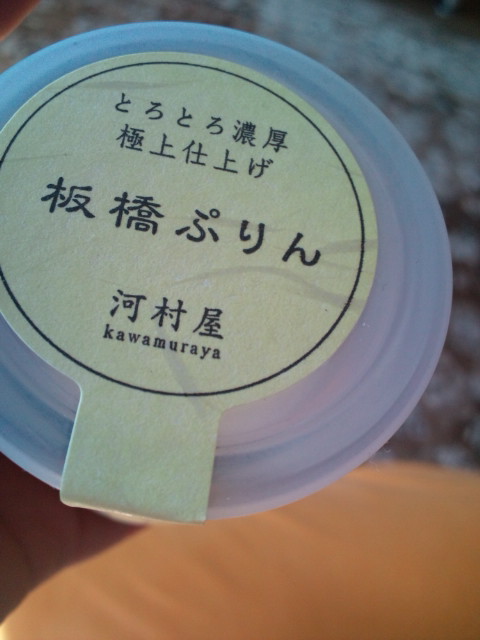 とろとろ濃厚
極上仕上げ
板橋ぷりん
河村屋
kawamuraya